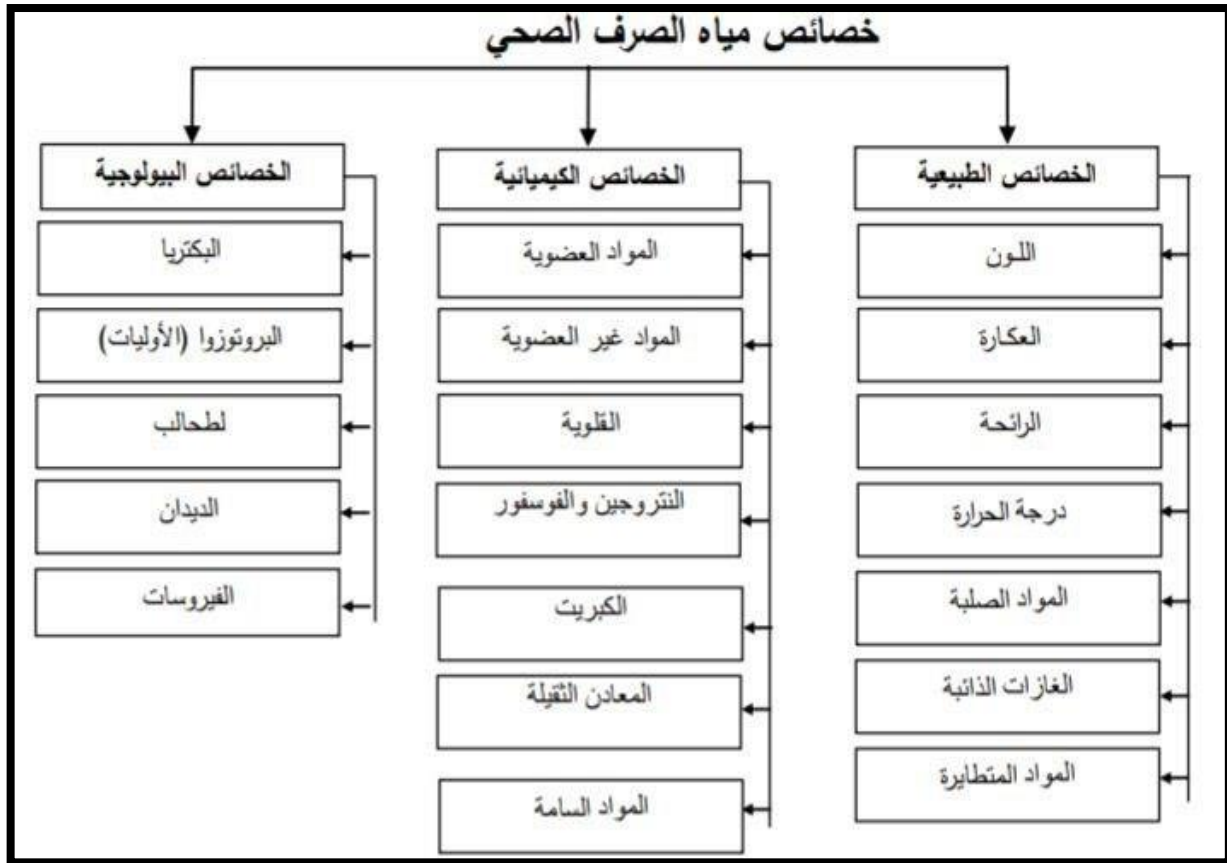 خصائص مياه الصرف الصحي
الخصائص الطبيعية
اللون
العكارة
الرائحة
درجة الحرارة
المواد الصلبة
الغازات الذائبة
المواد المتطايرة
الخصائص الكيميائية
المواد العضوية
المواد غير العضوية
القلوية
النتروجين والفوسفور
الكبريت
المعادن الثقيلة
المواد السامة
الخصائص البيولوجية
البكتريا
البروتوزوا (الأوليات)
لطحالب
الديدان
الفيروسات